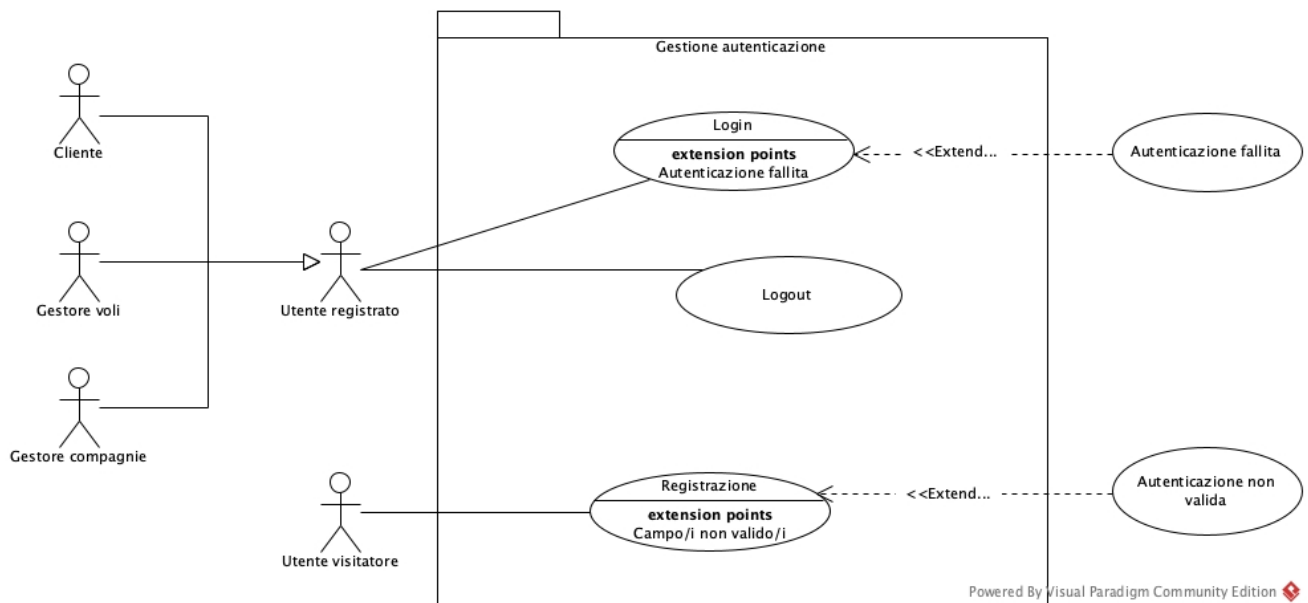 Gestione autenticazione
Cliente
Login
extension points
Autenticazione fallita
<<Extend...
Autenticazione fallita
Gestore voli
Utente registrato
Logout
Gestore compagnie
Utente visitatore
Registrazione
extension points
Campo/i non valido/i
<<Extend...
Autenticazione non
valida
Powered By Visual Paradigm Community Edition